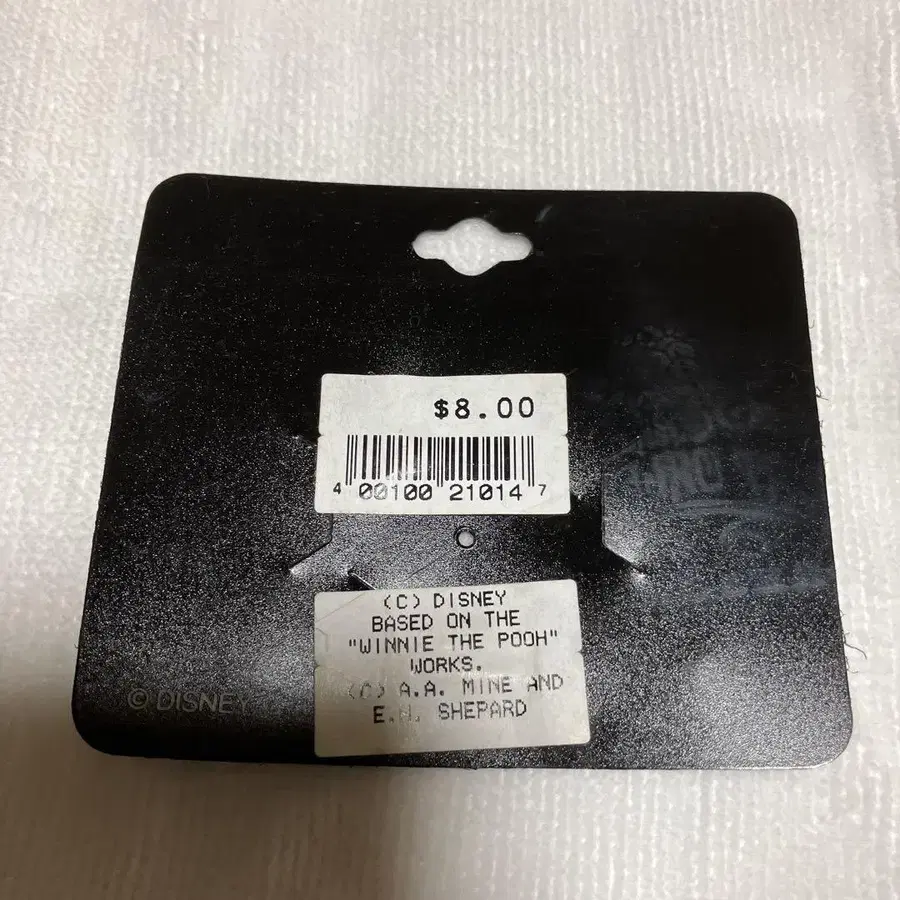 $8.00
4 00100 21014 7
(C) DISNEY
BASED ON THE
"WINNIE THE POOH"
WORKS.
(C) A.A. MINE AND
E.H. SHEPARD
© DISNEY